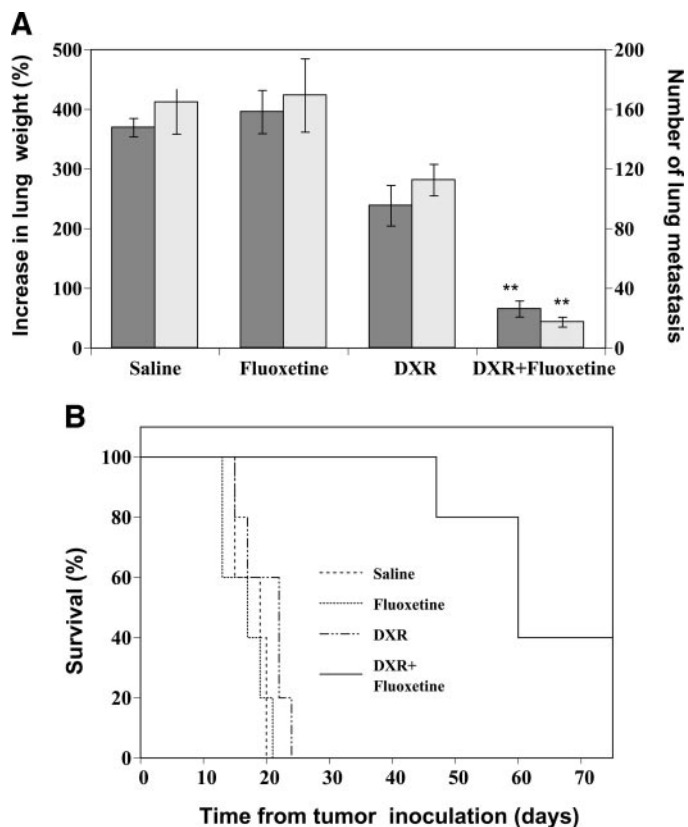 A
Increase in lung weight (%)
500
400
300
200
100
0
Number of lung metastasis
200
160
120
80
40
0
** **
Saline Fluoxetine DXR DXR+Fluoxetine
B
Survival (%)
100
80
60
40
20
0
Saline
Fluoxetine
DXR
DXR+
Fluoxetine
0 10 20 30 40 50 60 70
Time from tumor inoculation (days)